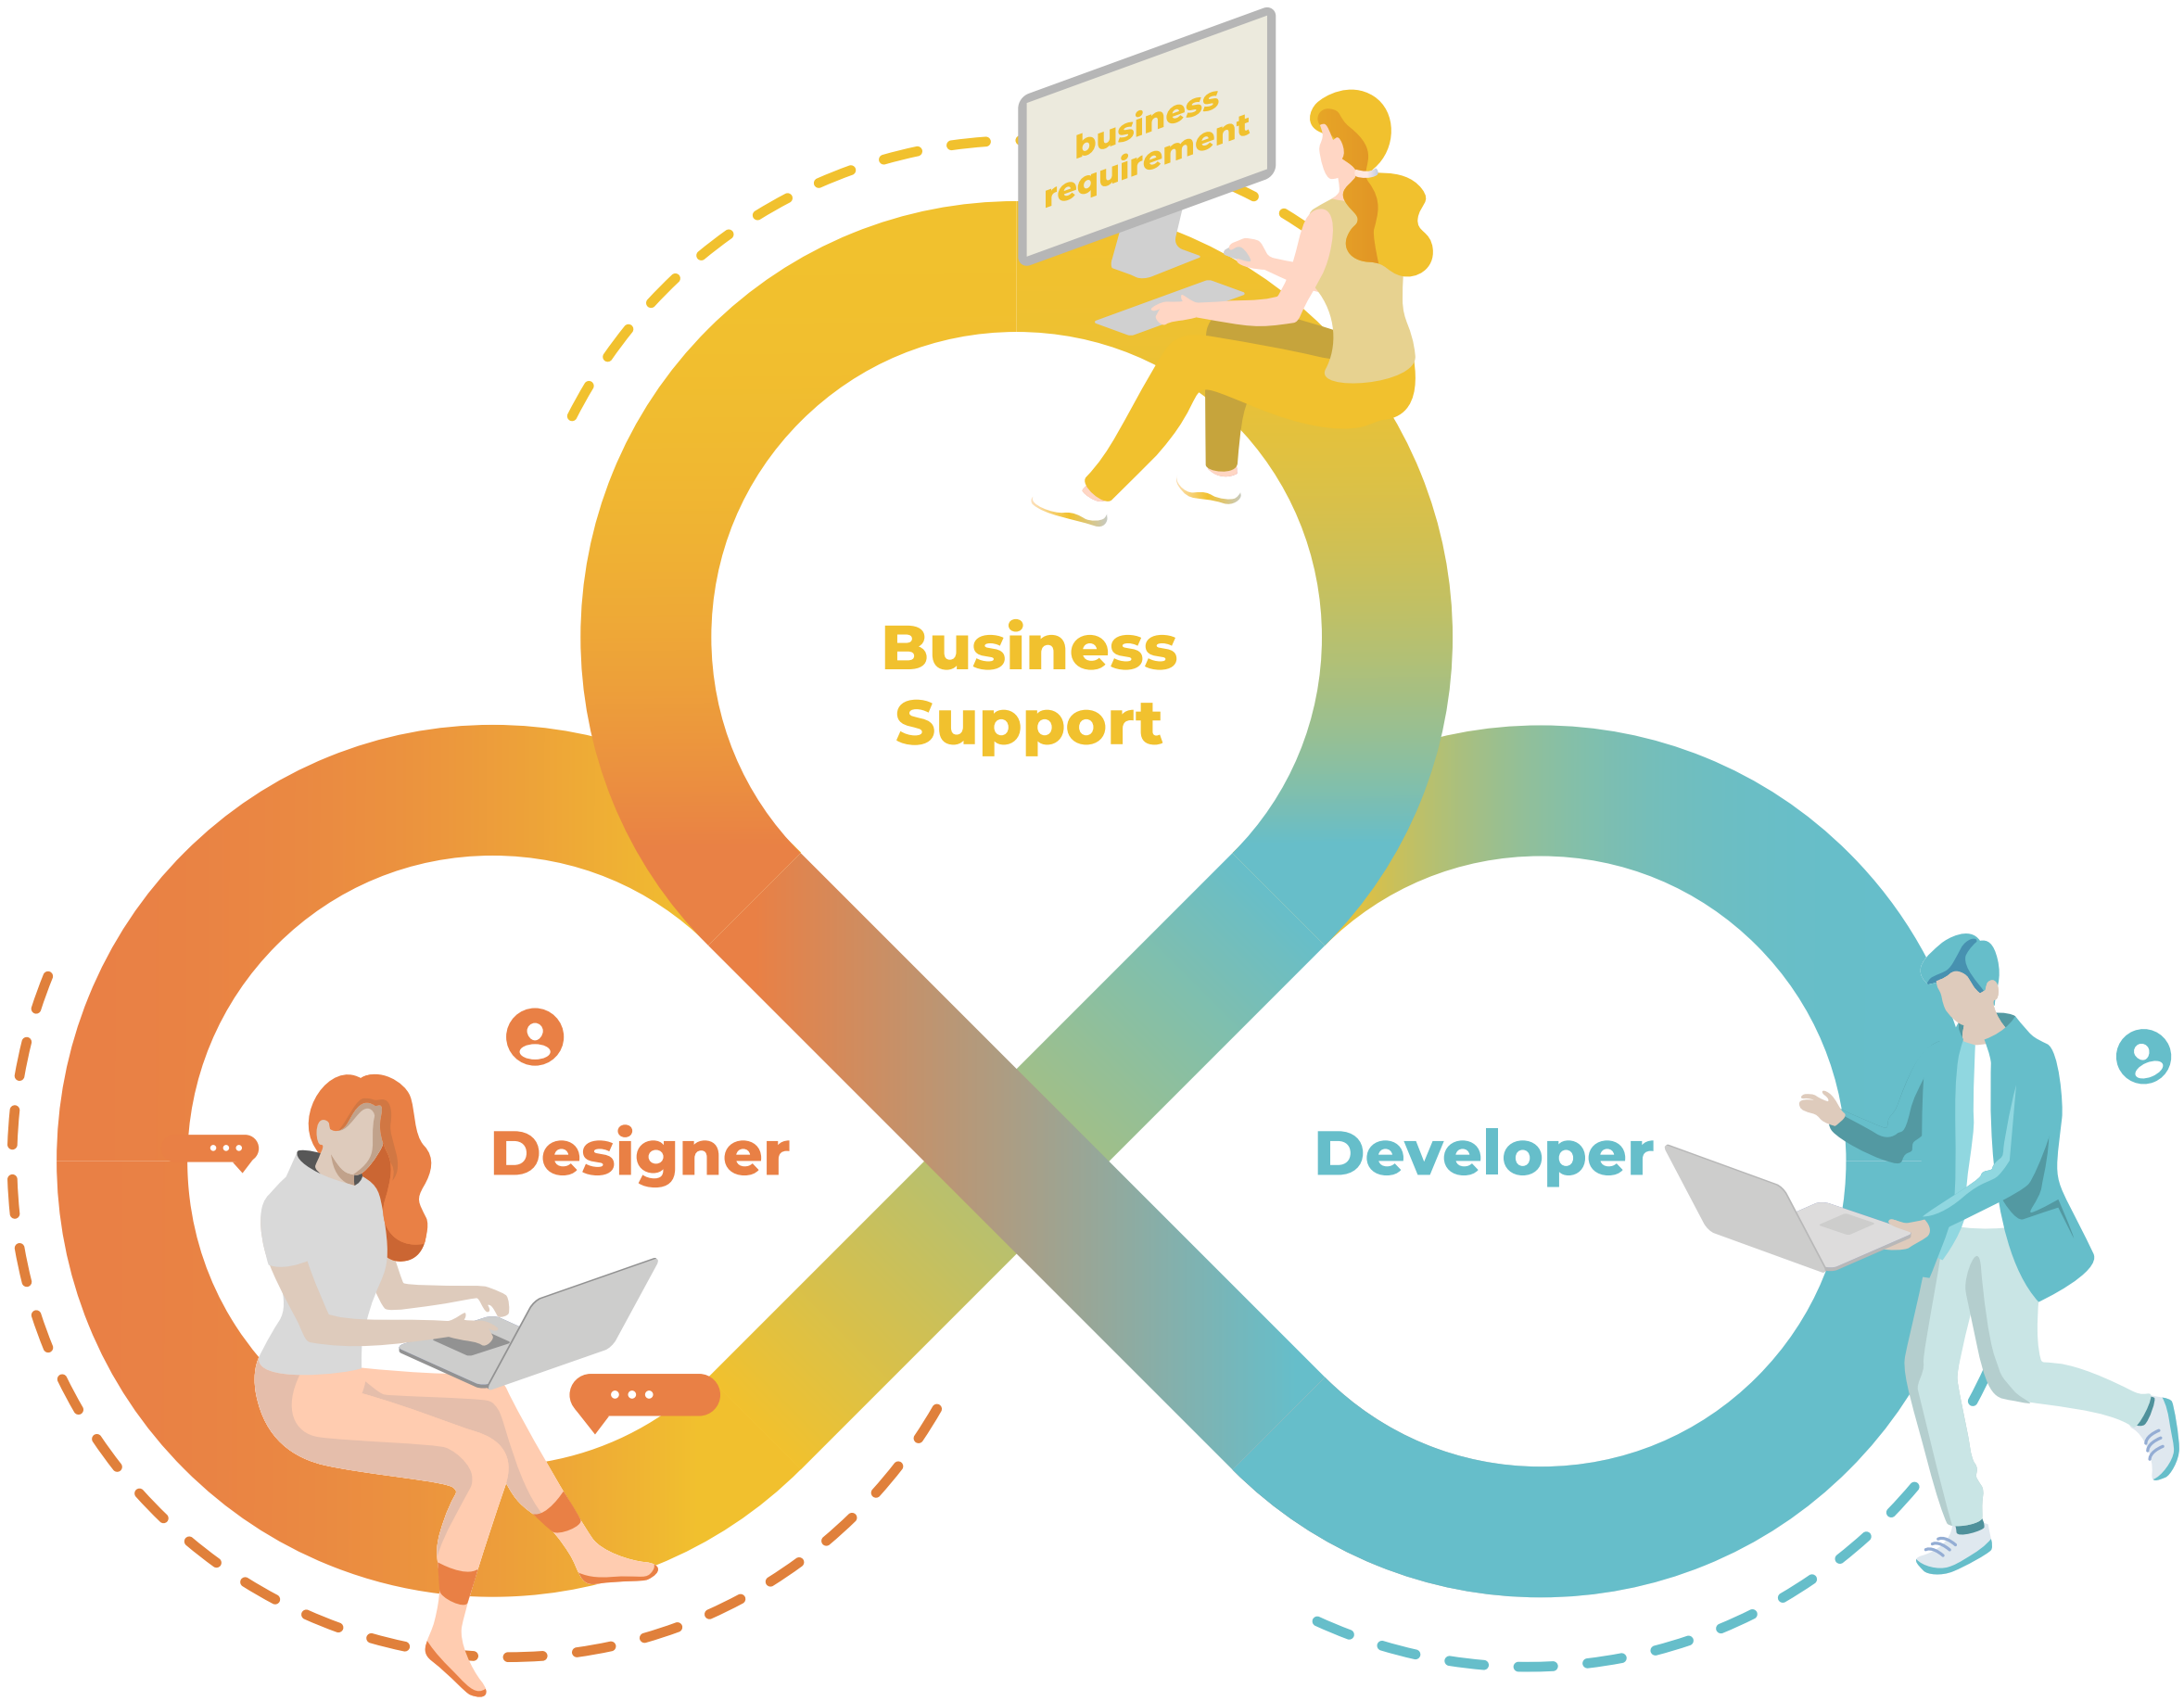 business
requirement
Business
Support
Designer
Developer